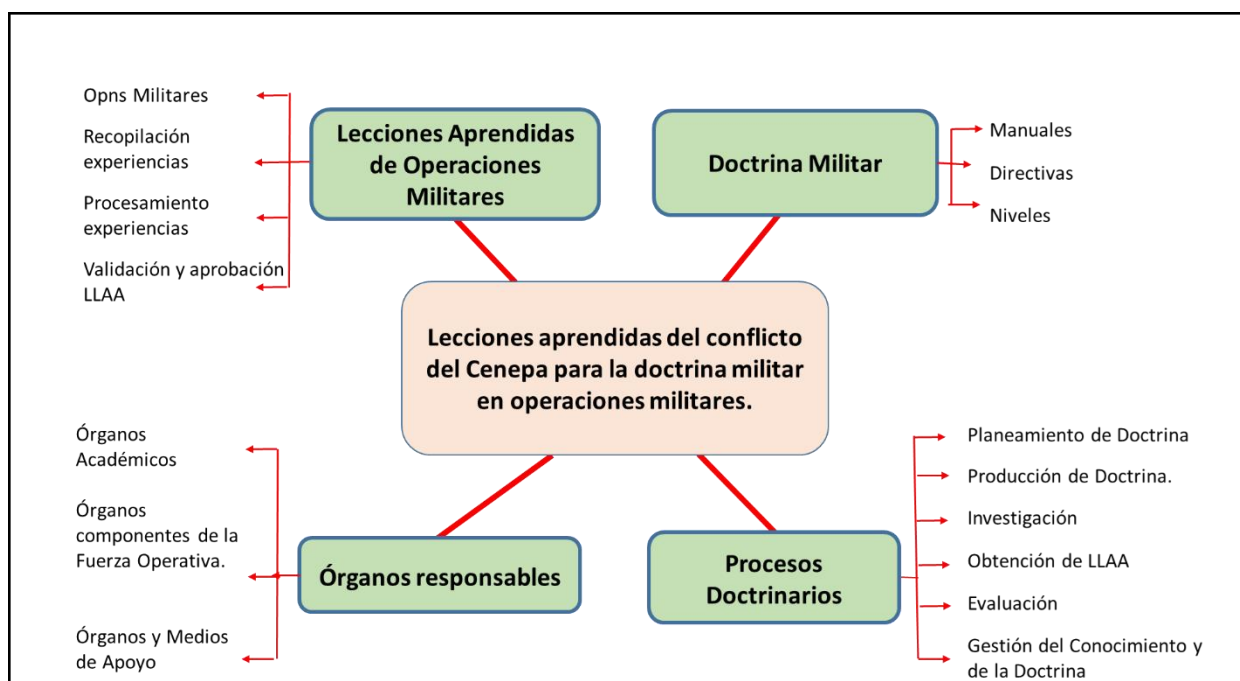 Opns Militares
Recopilación
experiencias
Procesamiento
experiencias
Validación y aprobación
LLAA
Lecciones Aprendidas
de Operaciones
Militares
Doctrina Militar
Manuales
Directivas
Niveles
Lecciones aprendidas del conflicto
del Cenepa para la doctrina militar
en operaciones militares.
Órganos
Académicos
Órganos
componentes de la
Fuerza Operativa.
Órganos y Medios
de Apoyo
Órganos responsables
Procesos
Doctrinarios
Planeamiento de Doctrina
Producción de Doctrina.
Investigación
Obtención de LLAA
Evaluación
Gestión del Conocimiento y
de la Doctrina